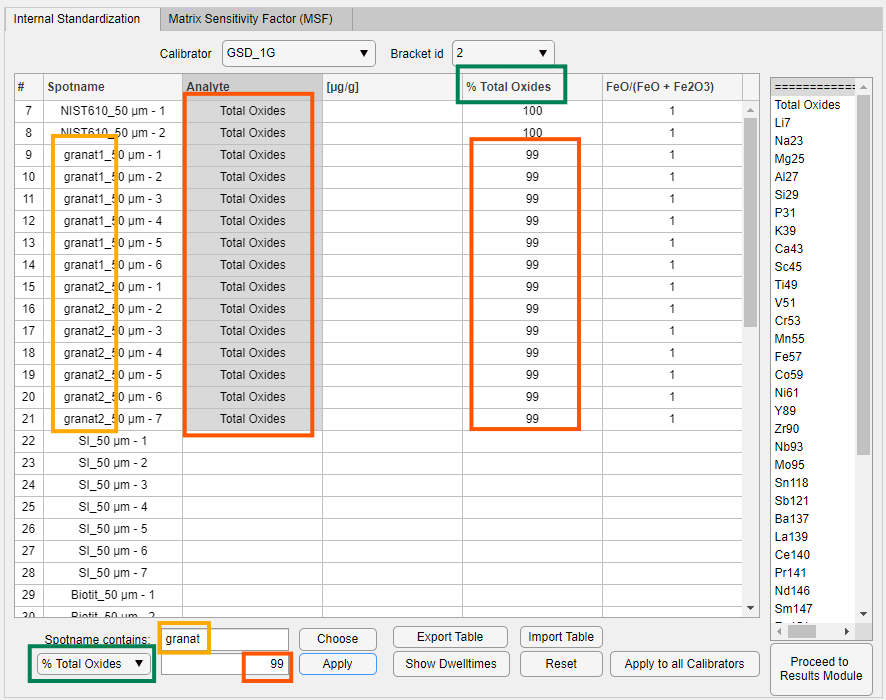 Internal Standardization Matrix Sensitivity Factor (MSF)
Calibrator GSD_1G Bracket id 2
# Spotname Analyte [µg/g] % Total Oxides FeO/(FeO + Fe2O3)
7 NIST610_50 µm - 1 Total Oxides 100 1
8 NIST610_50 µm - 2 Total Oxides 100 1
9 granat1_50 µm - 1 Total Oxides 99 1
10 granat1_50 µm - 2 Total Oxides 99 1
11 granat1_50 µm - 3 Total Oxides 99 1
12 granat1_50 µm - 4 Total Oxides 99 1
13 granat1_50 µm - 5 Total Oxides 99 1
14 granat1_50 µm - 6 Total Oxides 99 1
15 granat2_50 µm - 1 Total Oxides 99 1
16 granat2_50 µm - 2 Total Oxides 99 1
17 granat2_50 µm - 3 Total Oxides 99 1
18 granat2_50 µm - 4 Total Oxides 99 1
19 granat2_50 µm - 5 Total Oxides 99 1
20 granat2_50 µm - 6 Total Oxides 99 1
21 granat2_50 µm - 7 Total Oxides 99 1
22 SI_50 µm - 1
23 SI_50 µm - 2
24 SI_50 µm - 3
25 SI_50 µm - 4
26 SI_50 µm - 5
27 SI_50 µm - 6
28 SI_50 µm - 7
29 Biotit_50 µm - 1
30 Biotit_50 µm - 2
============
Total Oxides
Li7
Na23
Mg25
Al27
Si29
P31
K39
Ca43
Sc45
Ti49
V51
Cr53
Mn55
Fe57
Co59
Ni61
Y89
Zr90
Nb93
Mo95
Sn118
Sb121
Ba137
La139
Ce140
Pr141
Nd146
Sm147
Spotname contains: granat Choose Export Table Import Table
% Total Oxides 99 Apply Show Dwelltimes Reset Apply to all Calibrators
Proceed to
Results Module